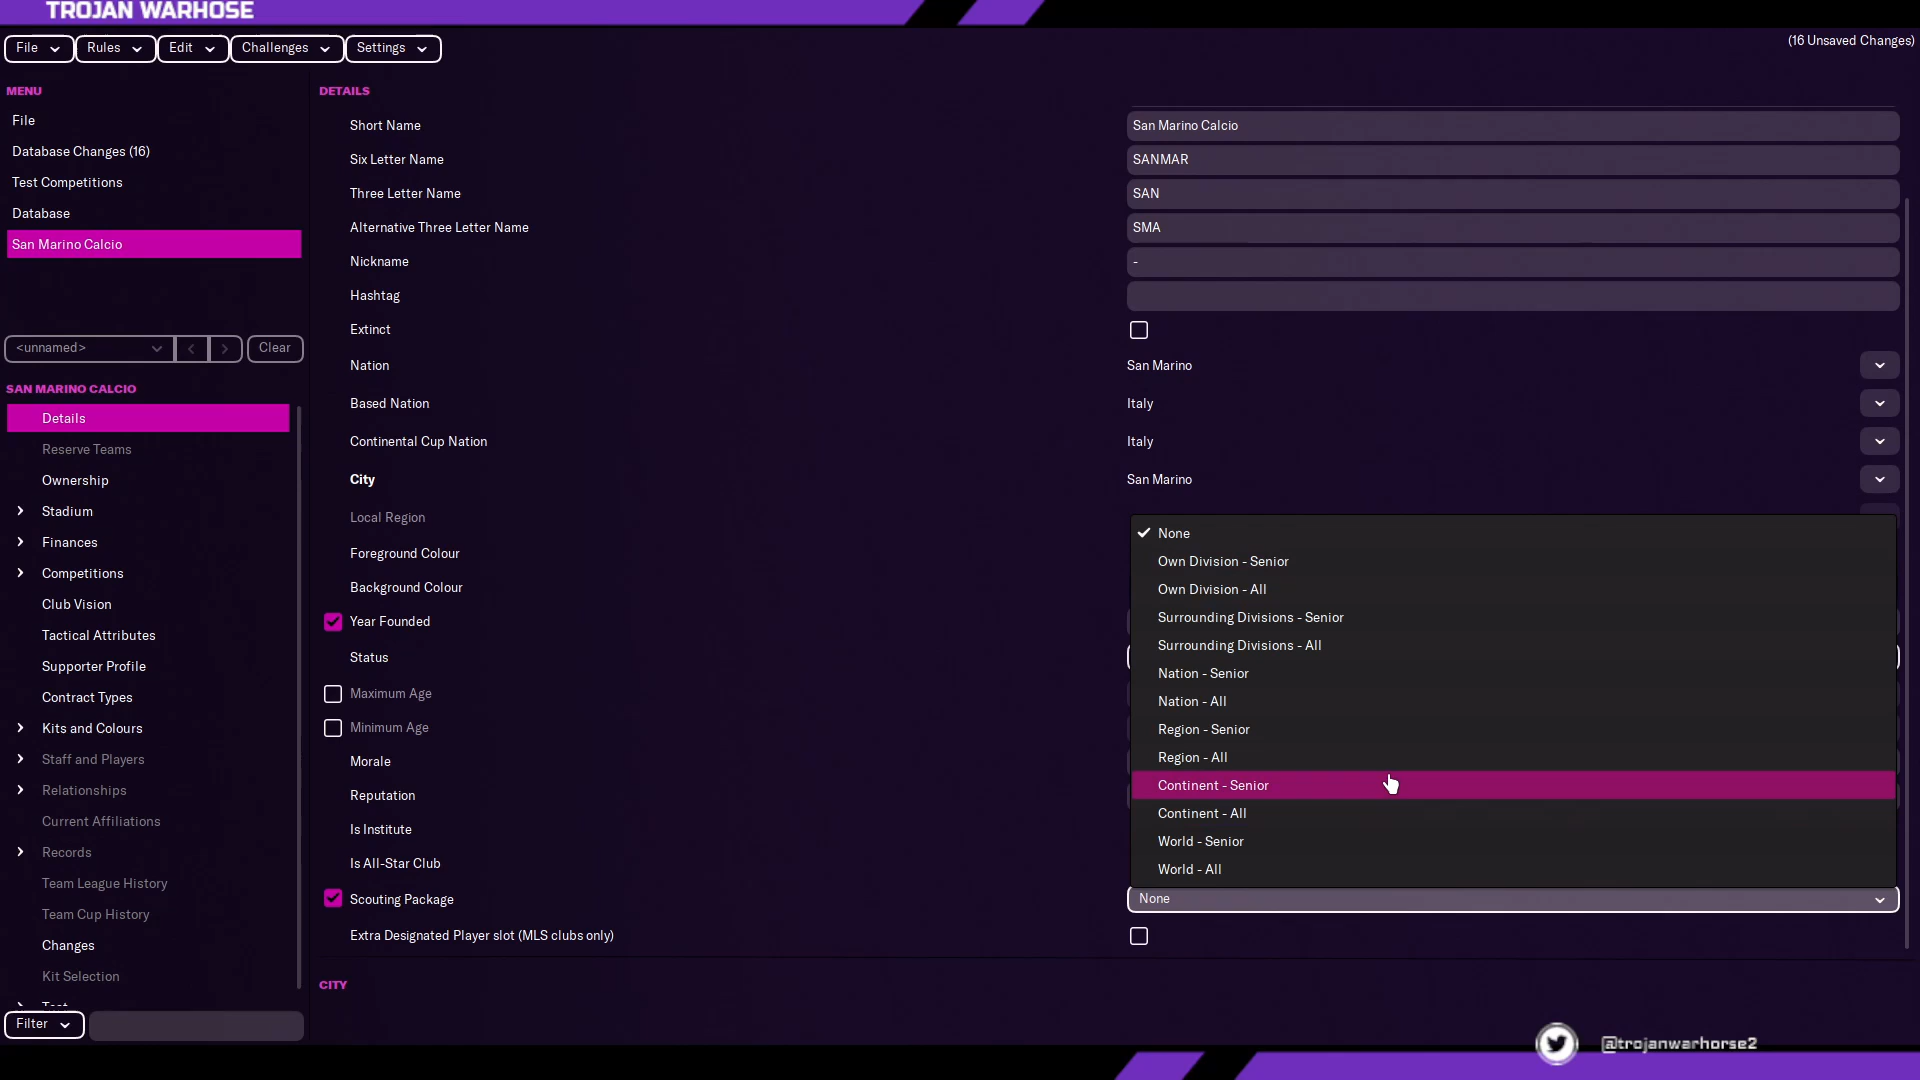 TROJAN WARHOSE
File Rules Edit Challenges Settings (16 Unsaved Changes)
MENU
File
Database Changes (16)
Test Competitions
Database
San Marino Calcio
<unnamed> Clear
SAN MARINO CALCIO
Details
Reserve Teams
Ownership
Stadium
Finances
Competitions
Club Vision
Tactical Attributes
Supporter Profile
Contract Types
Kits and Colours
Staff and Players
Relationships
Current Affiliations
Records
Team League History
Team Cup History
Changes
Kit Selection
Test
Filter
DETAILS
Short Name San Marino Calcio
Six Letter Name SANMAR
Three Letter Name SAN
Alternative Three Letter Name SMA
Nickname -
Hashtag
Extinct
Nation San Marino
Based Nation Italy
Continental Cup Nation Italy
City San Marino
Local Region
Foreground Colour
Background Colour
Year Founded
Status
Maximum Age
Minimum Age
Morale
Reputation
Is Institute
Is All-Star Club
Scouting Package None
Extra Designated Player slot (MLS clubs only)
None
Own Division - Senior
Own Division - All
Surrounding Divisions - Senior
Surrounding Divisions - All
Nation - Senior
Nation - All
Region - Senior
Region - All
Continent - Senior
Continent - All
World - Senior
World - All
CITY
@trojanwarhorse2